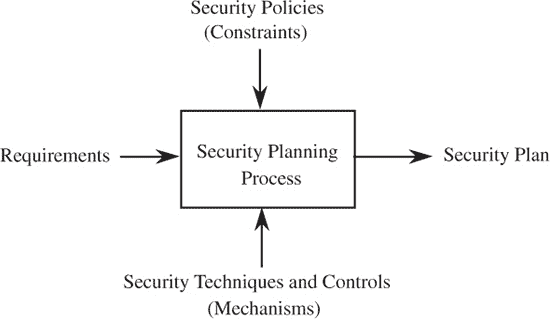 Security Policies
(Constraints)
Requirements
Security Planning
Process
Security Plan
Security Techniques and Controls
(Mechanisms)